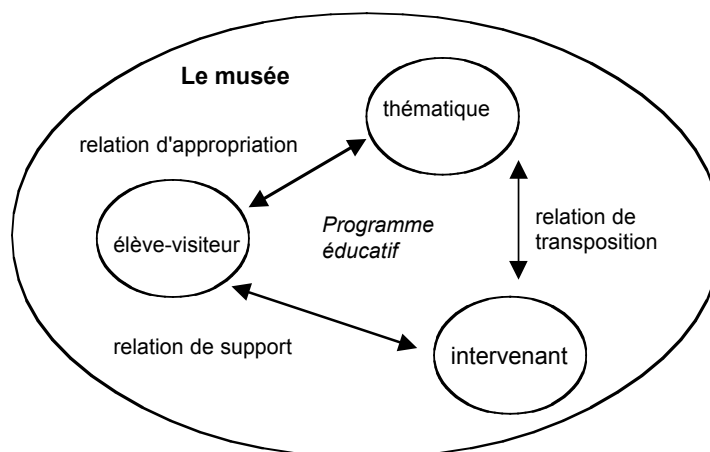 Le musée
thématique
relation d'appropriation
élève-visiteur
Programme
éducatif
relation de
transposition
relation de support
intervenant